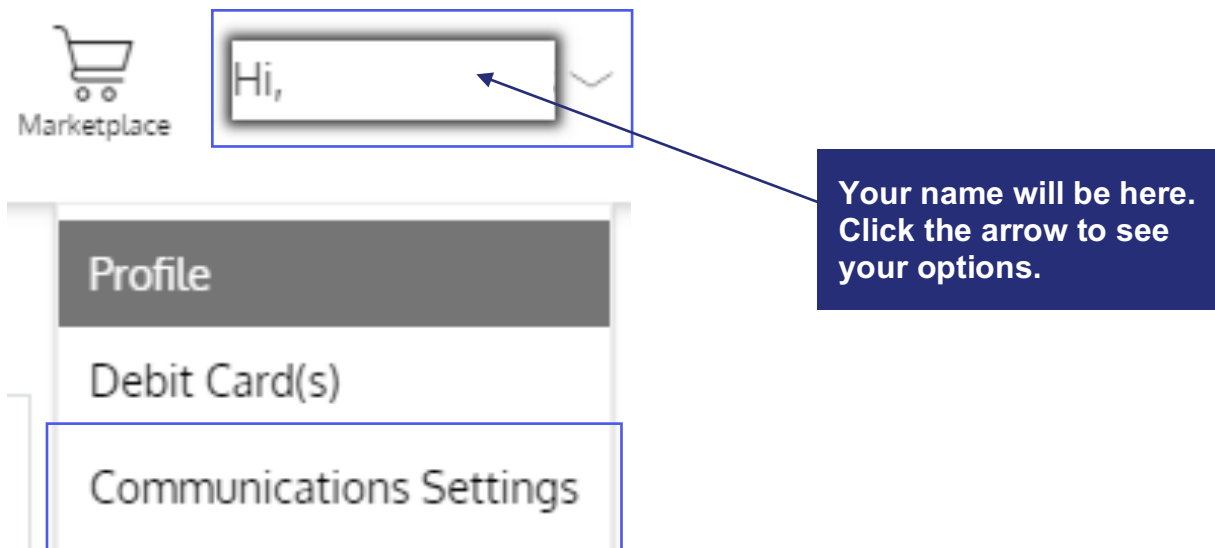 Hi,
Marketplace
Your name will be here.
Click the arrow to see
your options.
Profile
Debit Card(s)
Communications Settings